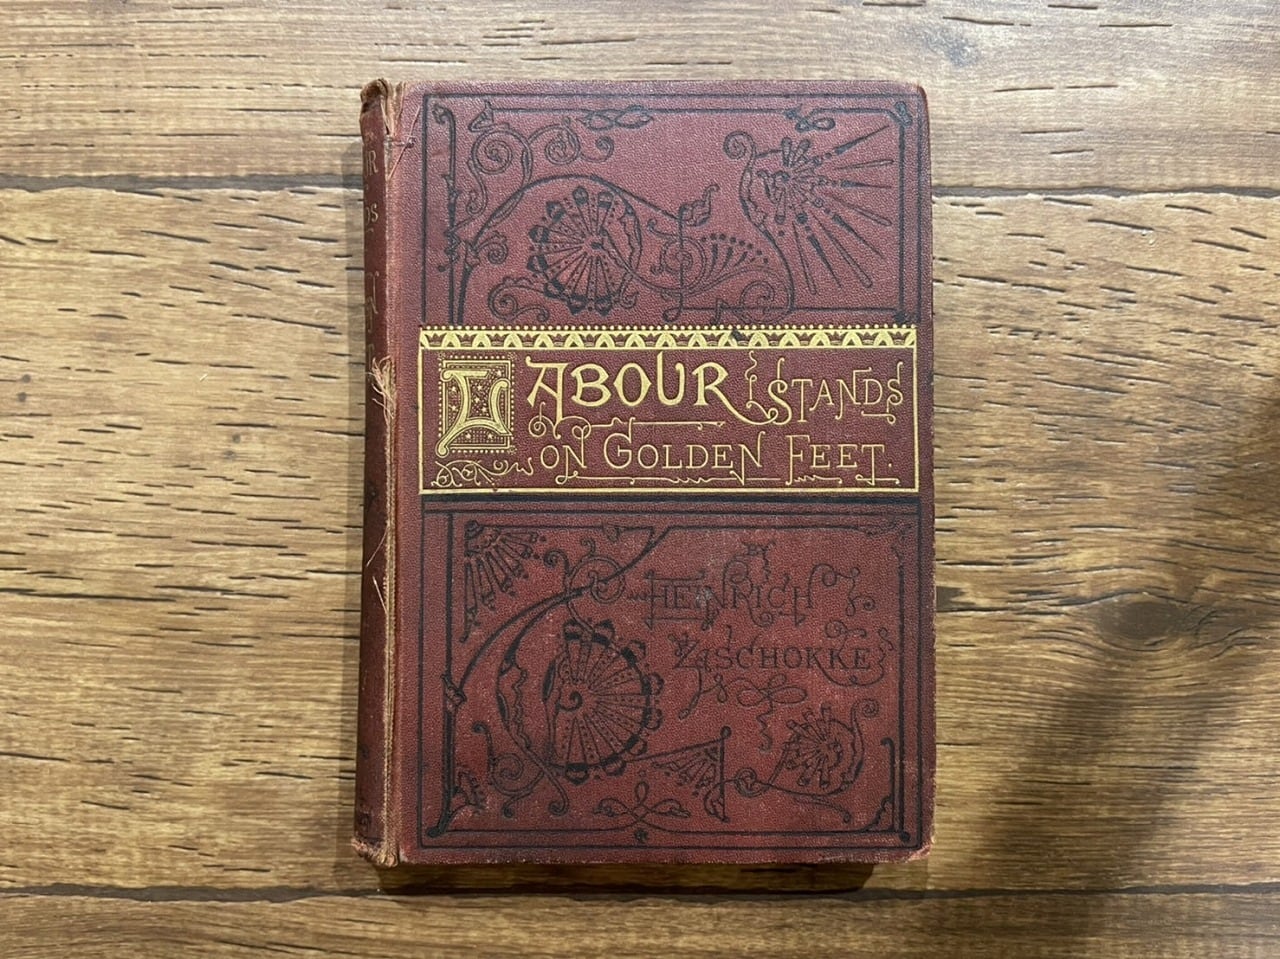 LABOUR STANDS
ON GOLDEN FEET.
HEINRICH
ZSCHOKKE